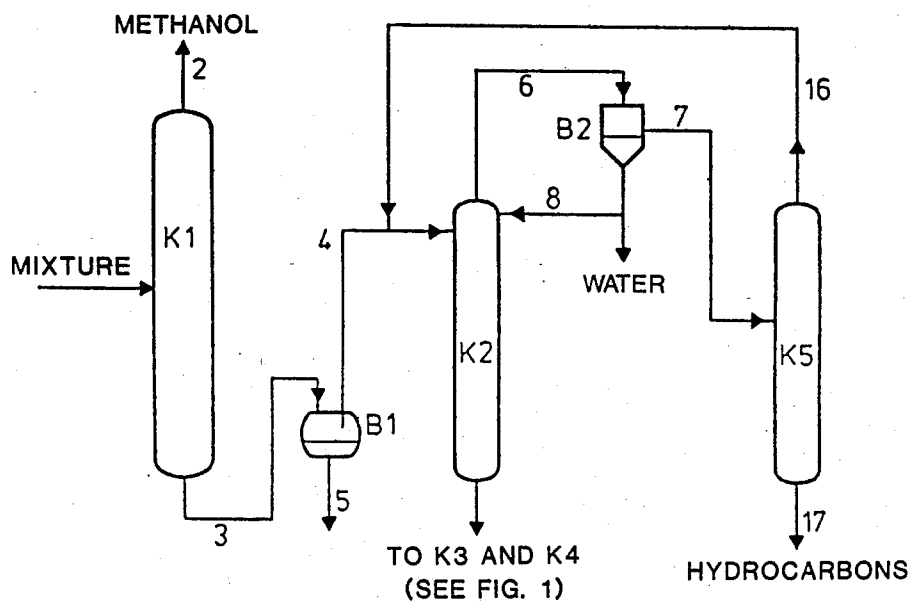 METHANOL
2
6
16
B2
7
K1
8
4
MIXTURE
WATER
K2
K5
B1
5
3
17
TO K3 AND K4
(SEE FIG. 1)
HYDROCARBONS